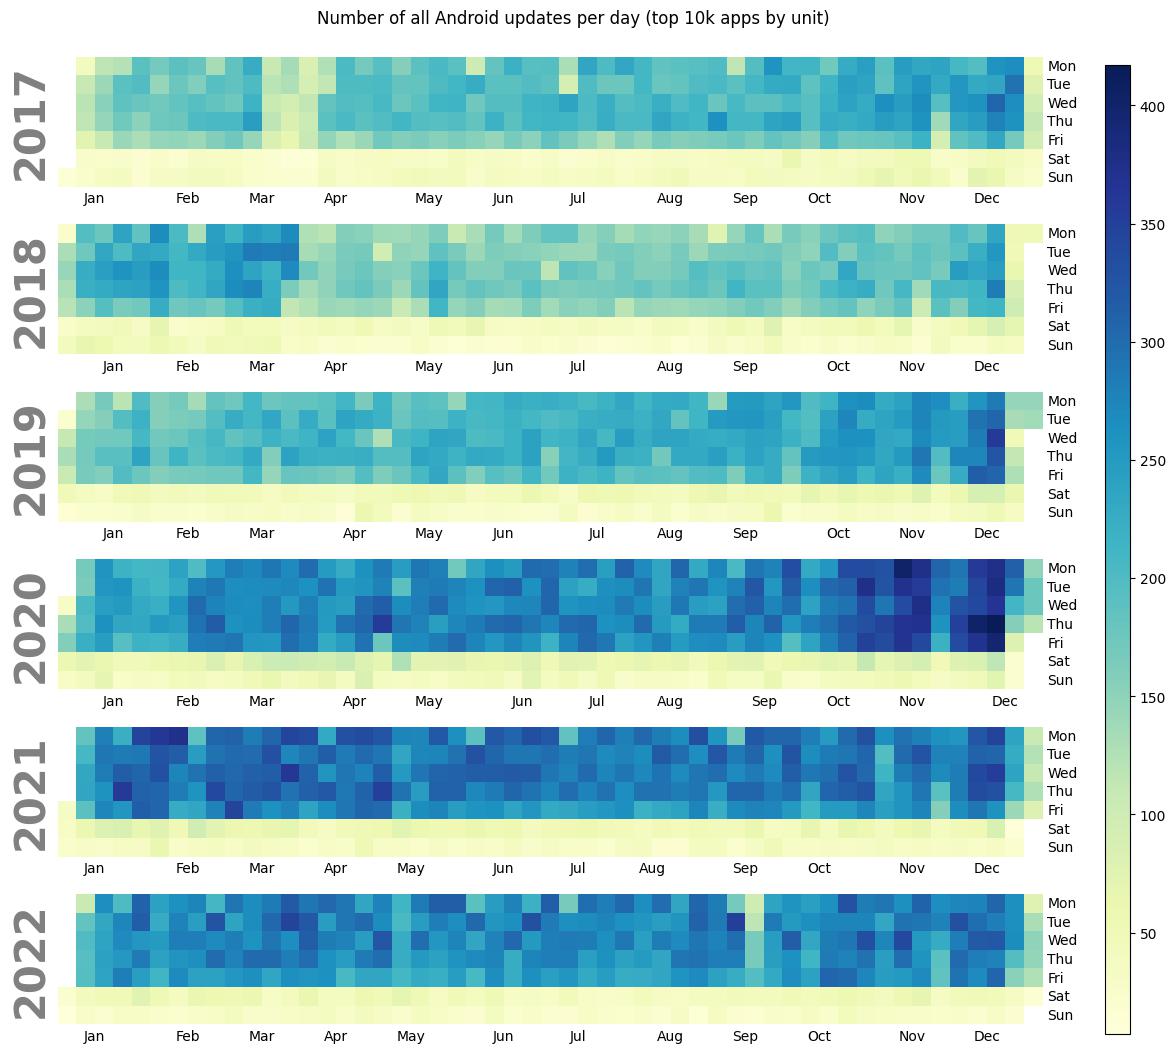 Number of all Android updates per day (top 10k apps by unit)
2017
Mon
Tue
Wed
Thu
Fri
Sat
Sun
Jan Feb Mar Apr May Jun Jul Aug Sep Oct Nov Dec
2018
Mon
Tue
Wed
Thu
Fri
Sat
Sun
Jan Feb Mar Apr May Jun Jul Aug Sep Oct Nov Dec
2019
Mon
Tue
Wed
Thu
Fri
Sat
Sun
Jan Feb Mar Apr May Jun Jul Aug Sep Oct Nov Dec
2020
Mon
Tue
Wed
Thu
Fri
Sat
Sun
Jan Feb Mar Apr May Jun Jul Aug Sep Oct Nov Dec
2021
Mon
Tue
Wed
Thu
Fri
Sat
Sun
Jan Feb Mar Apr May Jun Jul Aug Sep Oct Nov Dec
2022
Mon
Tue
Wed
Thu
Fri
Sat
Sun
Jan Feb Mar Apr May Jun Jul Aug Sep Oct Nov Dec
400
350
300
250
200
150
100
50